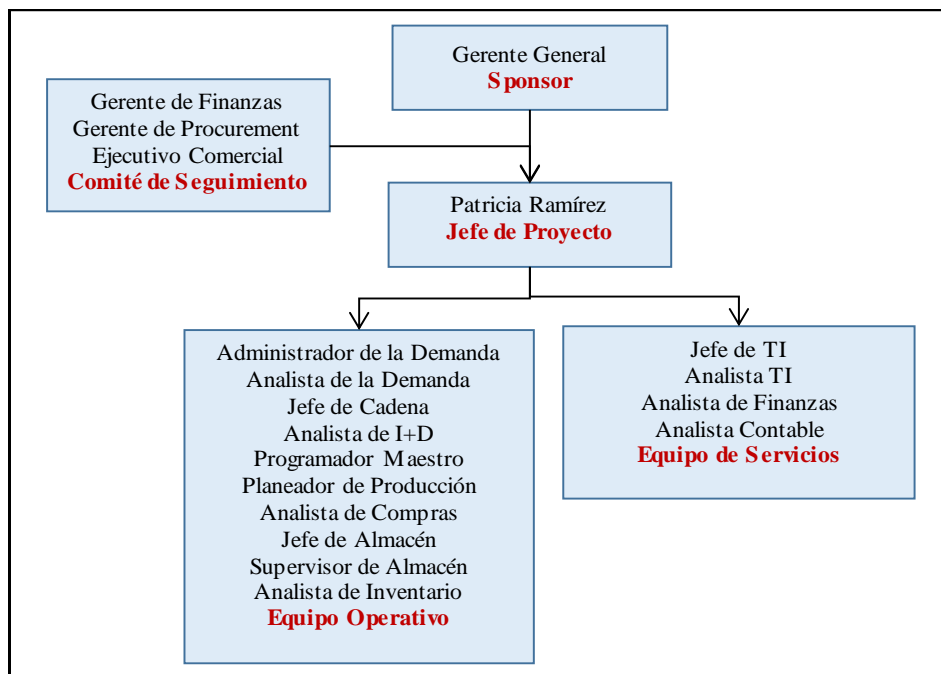 Gerente General
Sponsor
Gerente de Finanzas
Gerente de Procurement
Ejecutivo Comercial
Comité de Seguimiento
Patricia Ramírez
Jefe de Proyecto
Administrador de la Demanda
Analista de la Demanda
Jefe de Cadena
Analista de I+D
Programador Maestro
Planeador de Producción
Analista de Compras
Jefe de Almacén
Supervisor de Almacén
Analista de Inventario
Equipo Operativo
Jefe de TI
Analista TI
Analista de Finanzas
Analista Contable
Equipo de Servicios